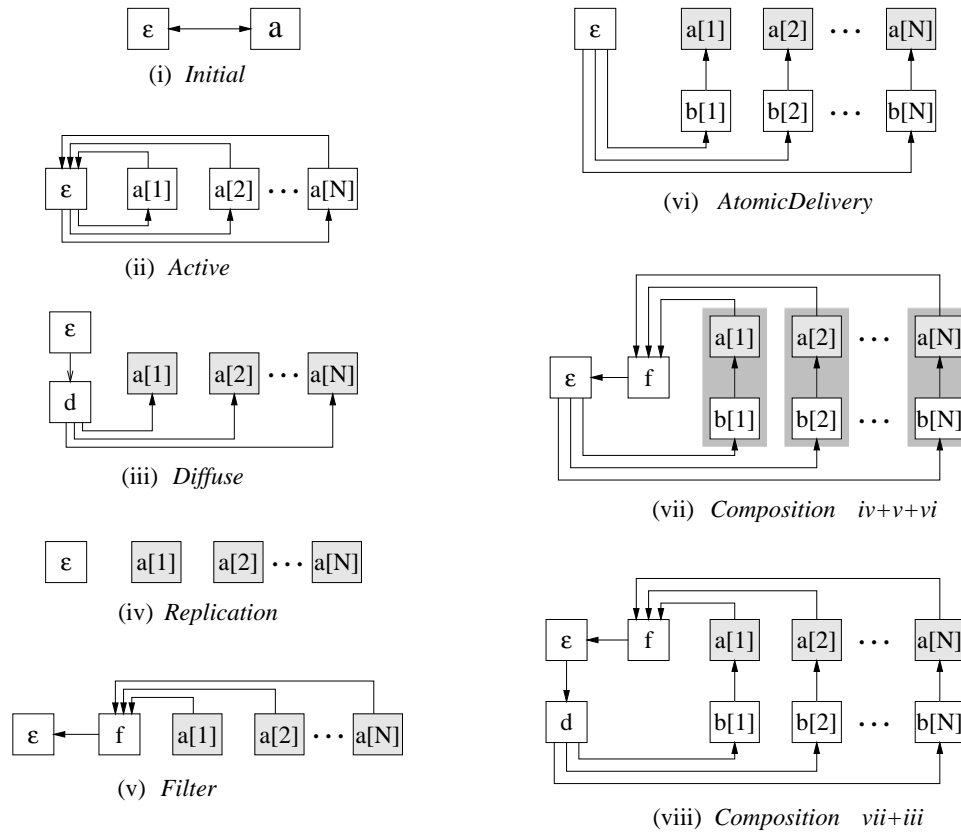 ε a
(i) Initial
ε a[1] a[2] ··· a[N]
(ii) Active
ε
a[1] a[2] ··· a[N]
d
(iii) Diffuse
ε a[1] a[2] ··· a[N]
(iv) Replication
ε f a[1] a[2] ··· a[N]
(v) Filter
ε a[1] a[2] ··· a[N]
b[1] b[2] ··· b[N]
(vi) AtomicDelivery
a[1] a[2] ··· a[N]
ε f
b[1] b[2] ··· b[N]
(vii) Composition iv+v+vi
ε f a[1] a[2] ··· a[N]
d b[1] b[2] ··· b[N]
(viii) Composition vii+iii